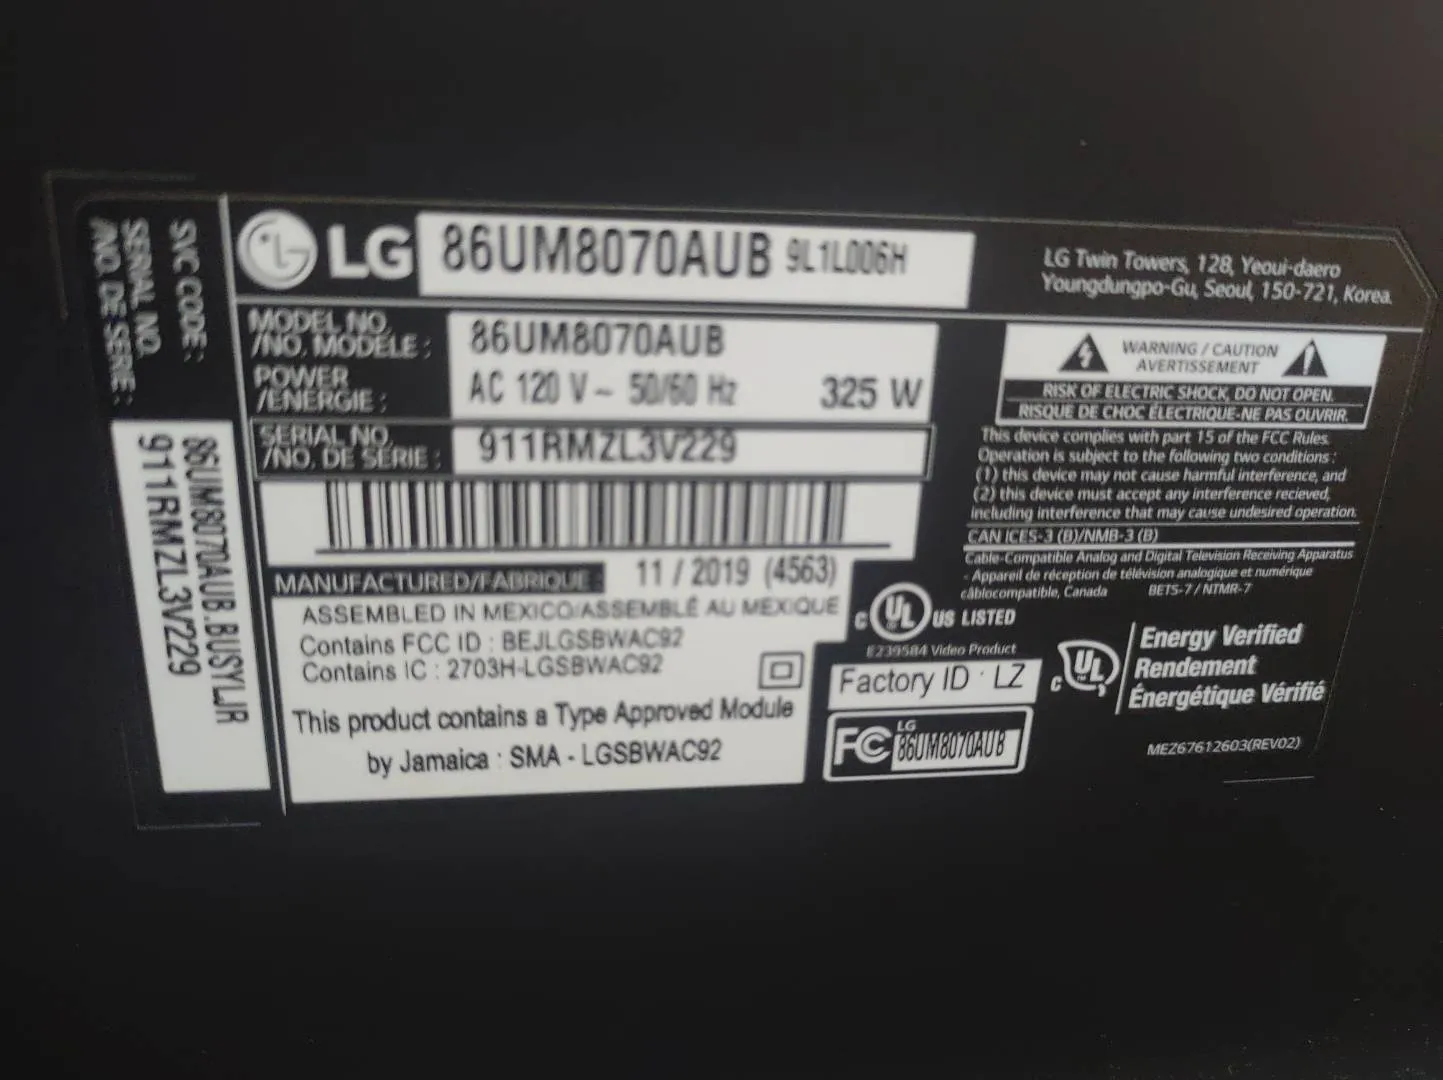 SVC CODE :
SERIAL NO.
/NO. DE SERIE :
86UM8070AUB.BUSYLJR
911RMZL3V229
LG 86UM8070AUB 9L1L006H
LG Twin Towers, 128, Yeoui-daero
Youngdungpo-Gu, Seoul, 150-721, Korea.
MODEL NO.
/NO. MODÈLE : 86UM8070AUB
POWER
/ÉNERGIE : AC 120 V ~ 50/60 Hz 325 W
SERIAL NO.
/NO. DE SÉRIE : 911RMZL3V229
MANUFACTURED/FABRIQUÉ : 11 / 2019 (4563)
ASSEMBLED IN MEXICO/ASSEMBLÉ AU MEXIQUE
Contains FCC ID : BEJLGSBWAC92
Contains IC : 2703H-LGSBWAC92
This product contains a Type Approved Module
by Jamaica : SMA - LGSBWAC92
WARNING / CAUTION
AVERTISSEMENT
RISK OF ELECTRIC SHOCK, DO NOT OPEN.
RISQUE DE CHOC ÉLECTRIQUE-NE PAS OUVRIR.
This device complies with part 15 of the FCC Rules.
Operation is subject to the following two conditions :
(1) this device may not cause harmful interference, and
(2) this device must accept any interference recieved,
including interference that may cause undesired operation.
CAN ICES-3 (B)/NMB-3 (B)
Cable-Compatible Analog and Digital Television Receiving Apparatus
- Appareil de réception de télévision analogique et numérique
câblocompatible, Canada BETS-7 / NTMR-7
C UL US LISTED
E239584 Video Product
Factory ID : LZ
FC LG
86UM8070AUB
C UL Energy Verified
Rendement
Énergétique Vérifié
MEZ67612603(REV02)